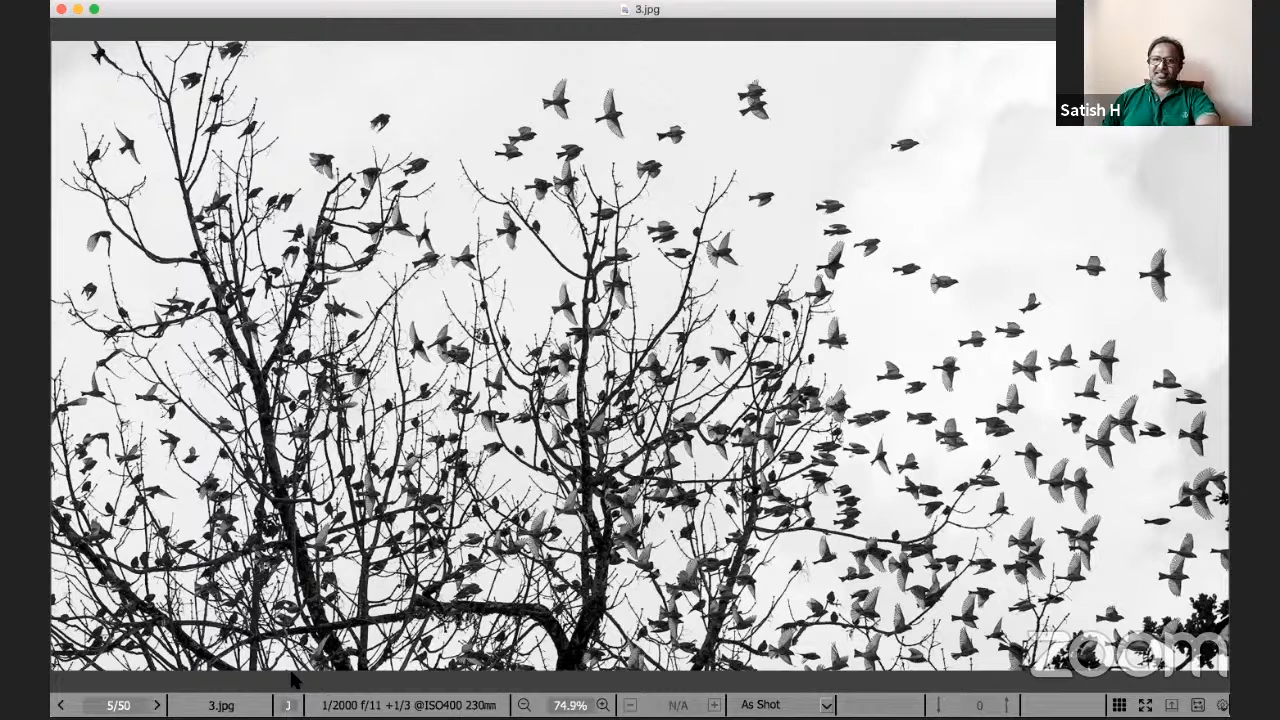 3.jpg
Satish H
zoom
5/50
3.jpg
J
1/2000 f/11 +1/3 @ISO400 230mm
74.9%
N/A
As Shot
0